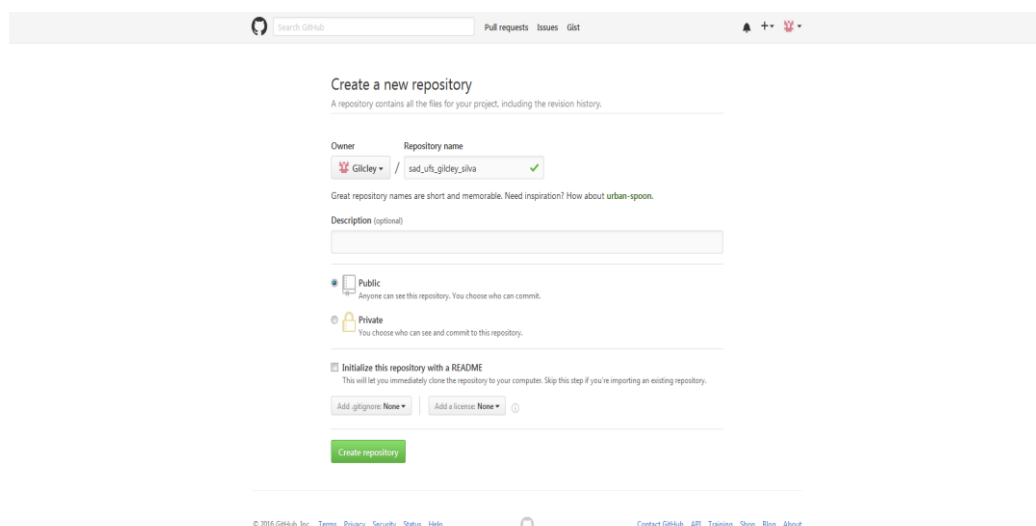 Search GitHub Pull requests Issues Gist
Create a new repository
A repository contains all the files for your project, including the revision history.
Owner Repository name
Gilcley / sad_ufs_gilcley_silva
Great repository names are short and memorable. Need inspiration? How about urban-spoon.
Description (optional)
Public
Anyone can see this repository. You choose who can commit.
Private
You choose who can see and commit to this repository.
Initialize this repository with a README
This will let you immediately clone the repository to your computer. Skip this step if you're importing an existing repository.
Add .gitignore: None Add a license: None
Create repository
© 2016 GitHub, Inc. Terms Privacy Security Status Help Contact GitHub API Training Shop Blog About